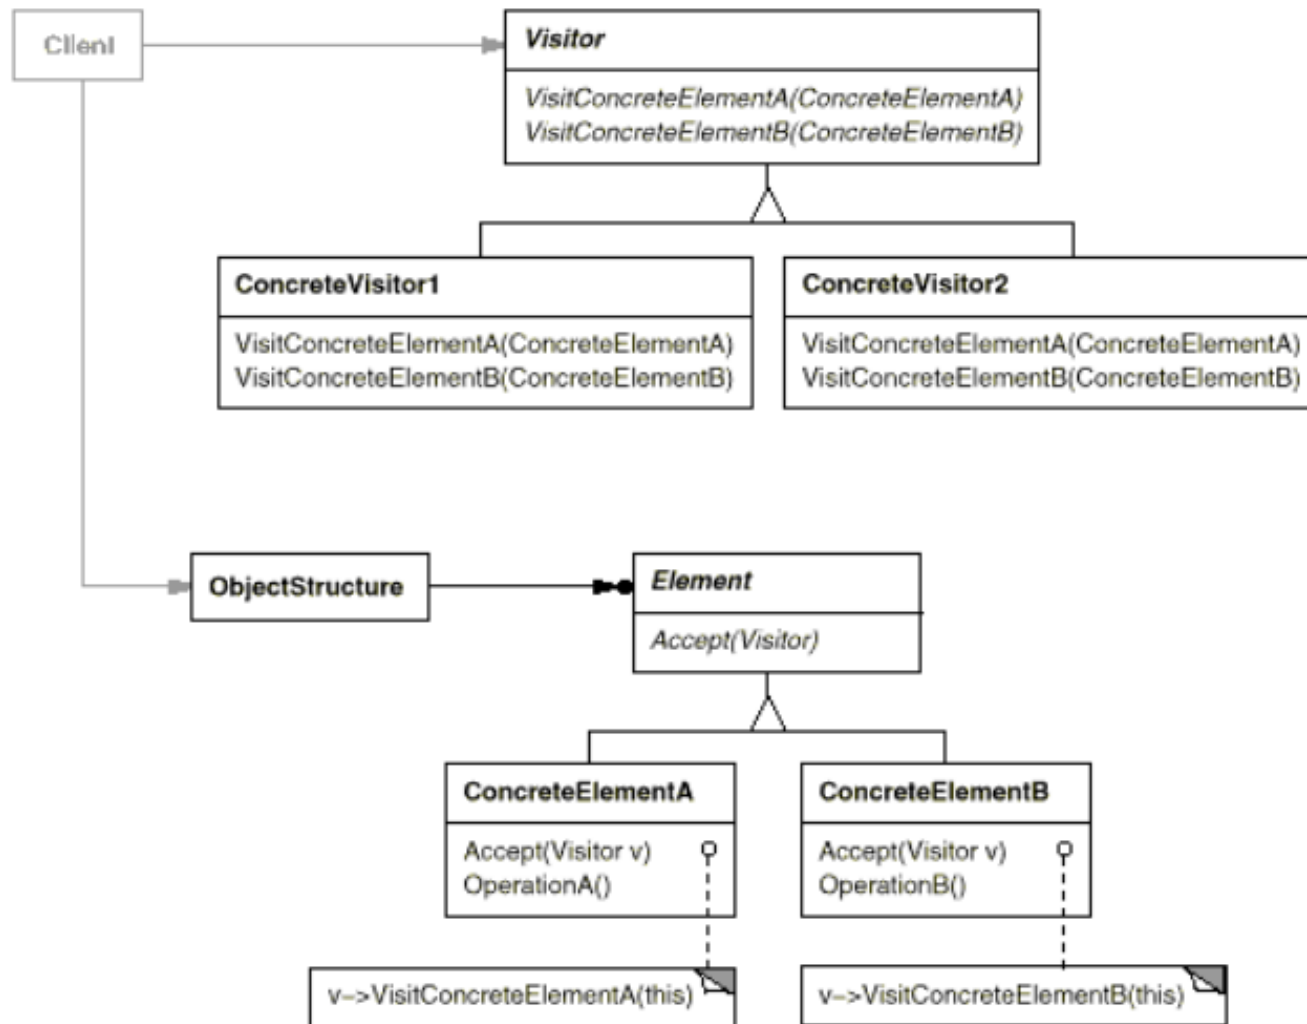 Client
Visitor
VisitConcreteElementA(ConcreteElementA)
VisitConcreteElementB(ConcreteElementB)
ConcreteVisitor1
VisitConcreteElementA(ConcreteElementA)
VisitConcreteElementB(ConcreteElementB)
ConcreteVisitor2
VisitConcreteElementA(ConcreteElementA)
VisitConcreteElementB(ConcreteElementB)
ObjectStructure
Element
Accept(Visitor)
ConcreteElementA
Accept(Visitor v)
OperationA()
ConcreteElementB
Accept(Visitor v)
OperationB()
v->VisitConcreteElementA(this)
v->VisitConcreteElementB(this)